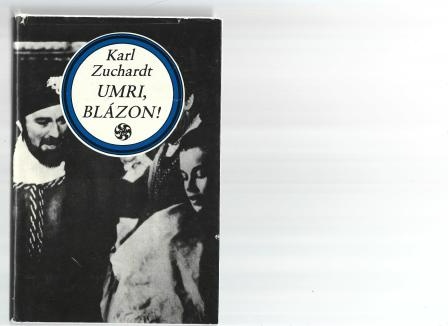 Karl
Zuchardt
UMRI,
BLÁZON!